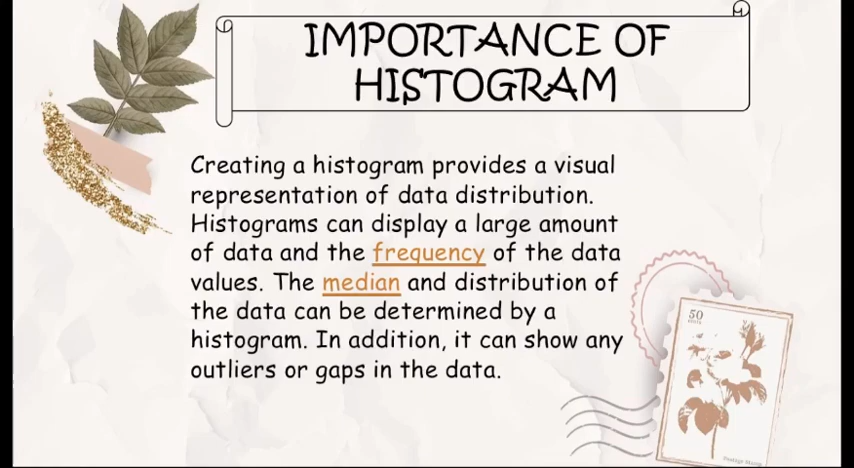 IMPORTANCE OF
HISTOGRAM
Creating a histogram provides a visual
representation of data distribution.
Histograms can display a large amount
of data and the frequency of the data
values. The median and distribution of
the data can be determined by a
histogram. In addition, it can show any
outliers or gaps in the data.
50
Postage Stamp